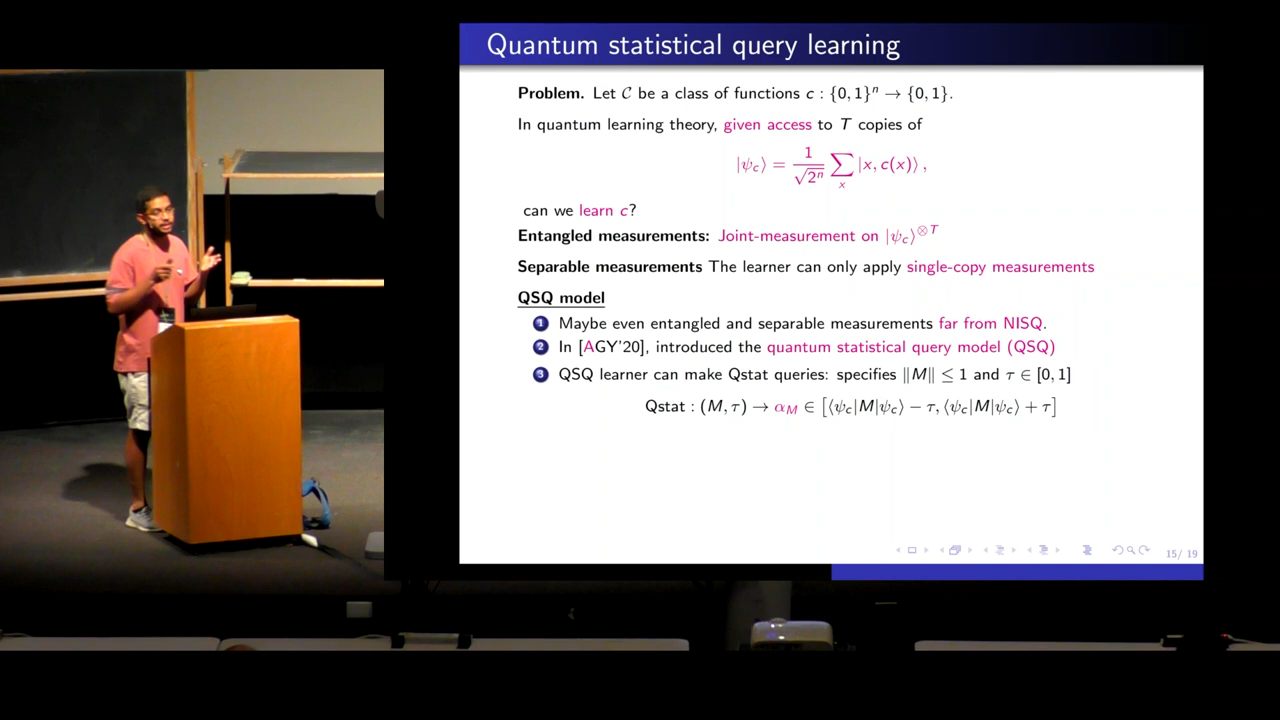 Quantum statistical query learning
Problem. Let 𝒞 be a class of functions c : {0, 1}ⁿ → {0, 1}.
In quantum learning theory, given access to T copies of
|ψ_c⟩ = 1/√2ⁿ ∑_x |x, c(x)⟩ ,
can we learn c?
Entangled measurements: Joint-measurement on |ψ_c⟩^⊗T
Separable measurements The learner can only apply single-copy measurements
QSQ model
1 Maybe even entangled and separable measurements far from NISQ.
2 In [AGY'20], introduced the quantum statistical query model (QSQ)
3 QSQ learner can make Qstat queries: specifies ‖M‖ ≤ 1 and τ ∈ [0, 1]
Qstat : (M, τ) → α_M ∈ [⟨ψ_c|M|ψ_c⟩ − τ, ⟨ψ_c|M|ψ_c⟩ + τ]
15/ 19